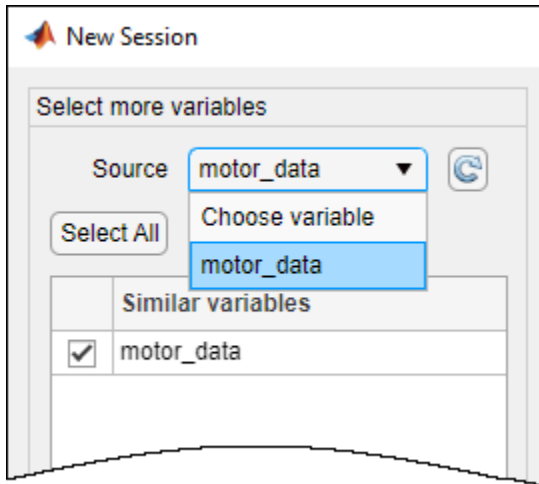 New Session
Select more variables
Source motor_data
Choose variable
Select All
motor_data
Similar variables
motor_data